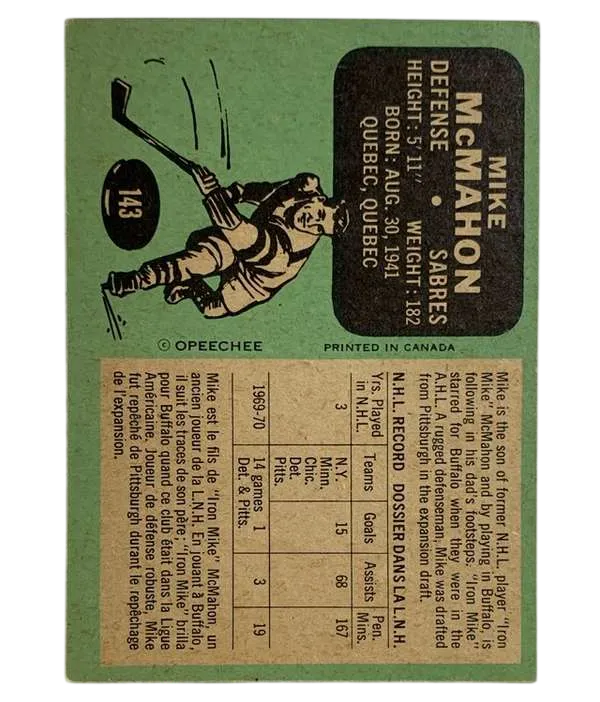 MIKE
McMAHON
DEFENSE • SABRES
HEIGHT: 5' 11" WEIGHT: 182
BORN: AUG. 30, 1941
QUEBEC, QUEBEC
143
© OPEECHEE
PRINTED IN CANADA
Mike is the son of former N.H.L. player "Iron
Mike" McMahon and by playing in Buffalo, is
following in his dad's footsteps. "Iron Mike"
starred for Buffalo when they were in the
A.H.L. A rugged defenseman, Mike was drafted
from Pittsburgh in the expansion draft.
N.H.L. RECORD DOSSIER DANS LA L.N.H.
Yrs. Played in N.H.L. Teams Goals Assists Pen. Mins.
3 N.Y. 15 68 167
Minn.
Chic.
Det.
Pitts.
1969-70 14 games 1 3 19
Det. & Pitts.
Mike est le fils de "Iron Mike" McMahon, un
ancien joueur de la L.N.H. En jouant à Buffalo,
il suit les traces de son père; "Iron Mike" brilla
pour Buffalo quand ce club était dans la Ligue
Américaine. Joueur de défense robuste, Mike
fut repêché de Pittsburgh durant le repêchage
de l'expansion.